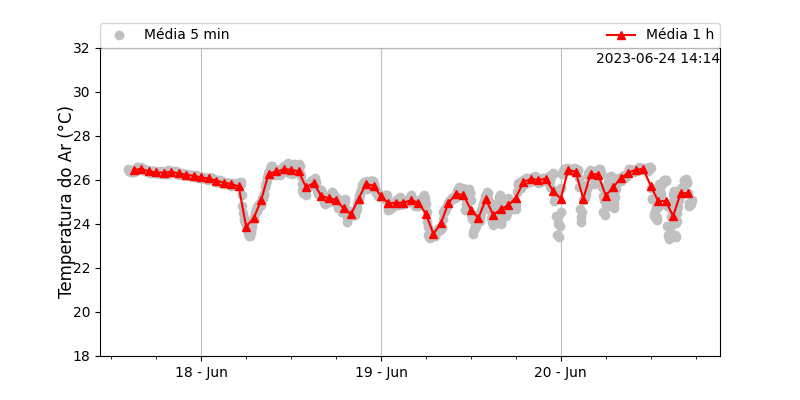 Média 5 min
Média 1 h
2023-06-24 14:14
Temperatura do Ar (°C)
32
30
28
26
24
22
20
18
18 - Jun
19 - Jun
20 - Jun